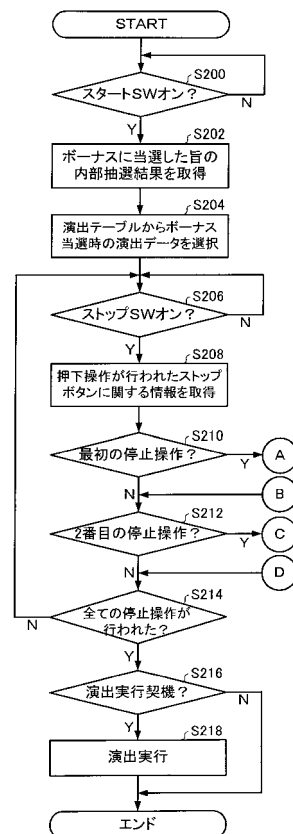 START
S200
スタートSWオン?
N
Y
S202
ボーナスに当選した旨の
内部抽選結果を取得
S204
演出テーブルからボーナス
当選時の演出データを選択
S206
ストップSWオン?
N
Y
S208
押下操作が行われたストップ
ボタンに関する情報を取得
S210
最初の停止操作?
Y
A
N
B
S212
2番目の停止操作?
Y
C
N
D
S214
全ての停止操作が
行われた?
N
Y
S216
演出実行契機?
N
Y
S218
演出実行
エンド